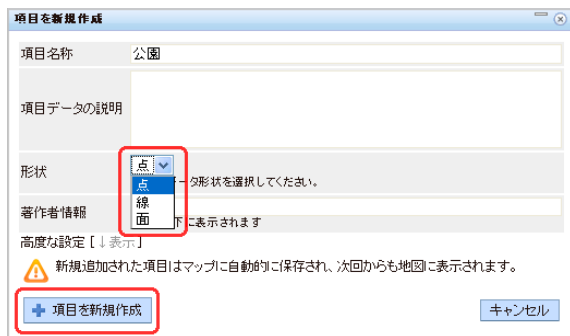 項目を新規作成
項目名称 公園
項目データの説明
形状 点
点
ータ形状を選択してください。
線
面
著作者情報
下に表示されます
高度な設定 [↓表示]
新規追加された項目はマップに自動的に保存され、次回からも地図に表示されます。
項目を新規作成 キャンセル